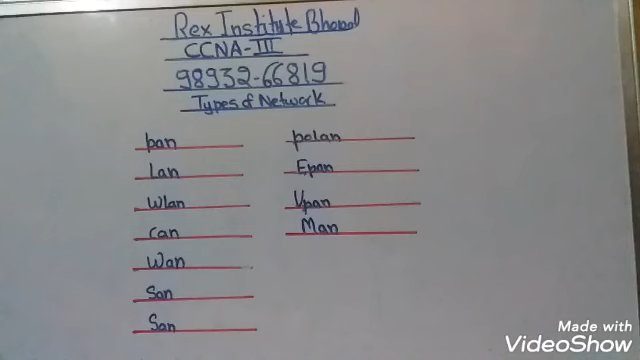 Rex Institute Bhopal
CCNA-III
98932-66819
Types of Network
pan
lan
Wlan
can
Wan
San
San
polan
Epan
Vpan
Man
Made with
VideoShow